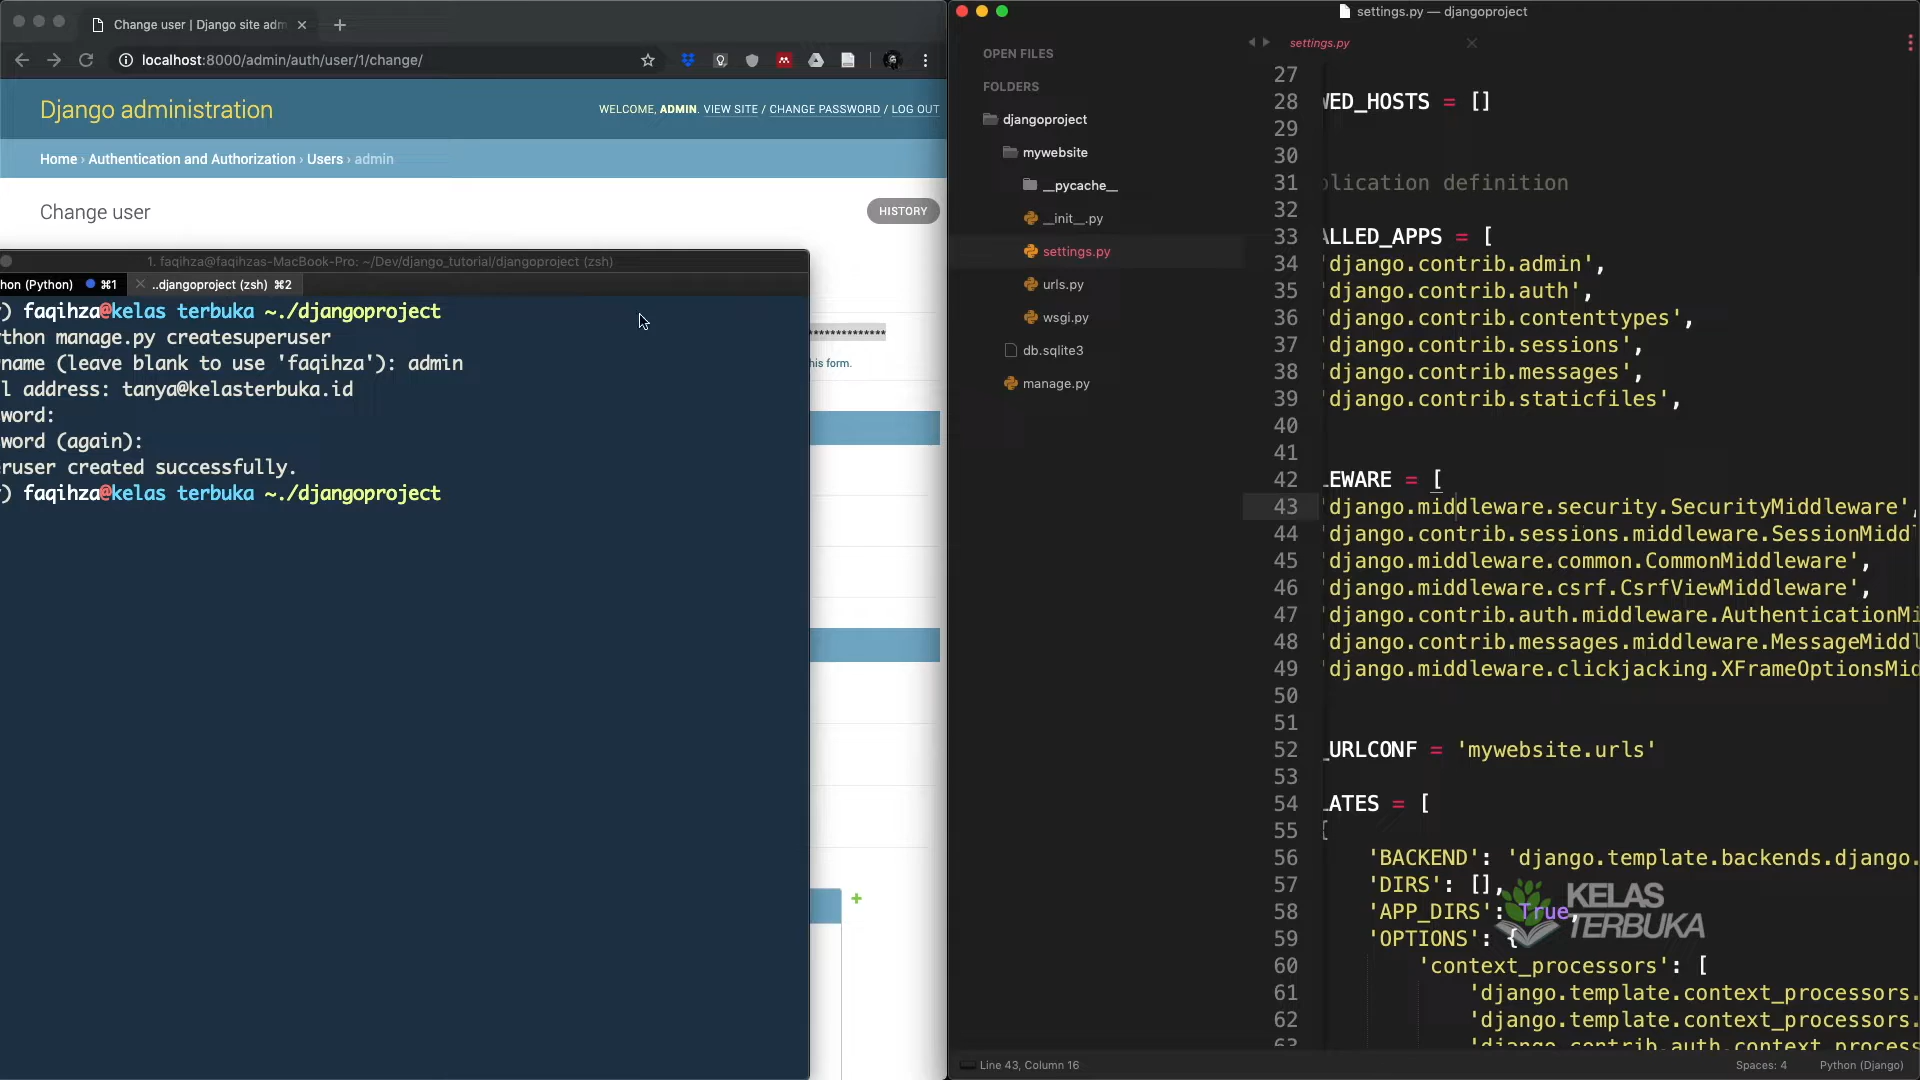 Change user | Django site adm
localhost:8000/admin/auth/user/1/change/
Django administration
WELCOME, ADMIN. VIEW SITE / CHANGE PASSWORD / LOG OUT
Home › Authentication and Authorization › Users › admin
Change user
HISTORY
1. faqihza@faqihzas-MacBook-Pro: ~/Dev/django_tutorial/djangoproject (zsh)
hon (Python) ⌘1
..djangoproject (zsh) ⌘2
) faqihza@kelas terbuka ~./djangoproject
thon manage.py createsuperuser
name (leave blank to use 'faqihza'): admin
l address: tanya@kelasterbuka.id
word:
word (again):
eruser created successfully.
) faqihza@kelas terbuka ~./djangoproject
**************
his form.
settings.py — djangoproject
OPEN FILES
FOLDERS
djangoproject
mywebsite
__pycache__
__init__.py
settings.py
urls.py
wsgi.py
db.sqlite3
manage.py
settings.py
27
28 WED_HOSTS = []
29
30
31 plication definition
32
33 ALLED_APPS = [
34 'django.contrib.admin',
35 'django.contrib.auth',
36 'django.contrib.contenttypes',
37 'django.contrib.sessions',
38 'django.contrib.messages',
39 'django.contrib.staticfiles',
40
41
42 LEWARE = [
43 'django.middleware.security.SecurityMiddleware',
44 'django.contrib.sessions.middleware.SessionMidd
45 'django.middleware.common.CommonMiddleware',
46 'django.middleware.csrf.CsrfViewMiddleware',
47 'django.contrib.auth.middleware.AuthenticationMi
48 'django.contrib.messages.middleware.MessageMiddl
49 'django.middleware.clickjacking.XFrameOptionsMid
50
51
52 _URLCONF = 'mywebsite.urls'
53
54 LATES = [
55 {
56 'BACKEND': 'django.template.backends.django.
57 'DIRS': [],
58 'APP_DIRS': True,
59 'OPTIONS': {
60 'context_processors': [
61 'django.template.context_processors.
62 'django.template.context_processors.
63 'django.contrib.auth.context_process
KELAS
TERBUKA
Line 43, Column 16
Spaces: 4
Python (Django)